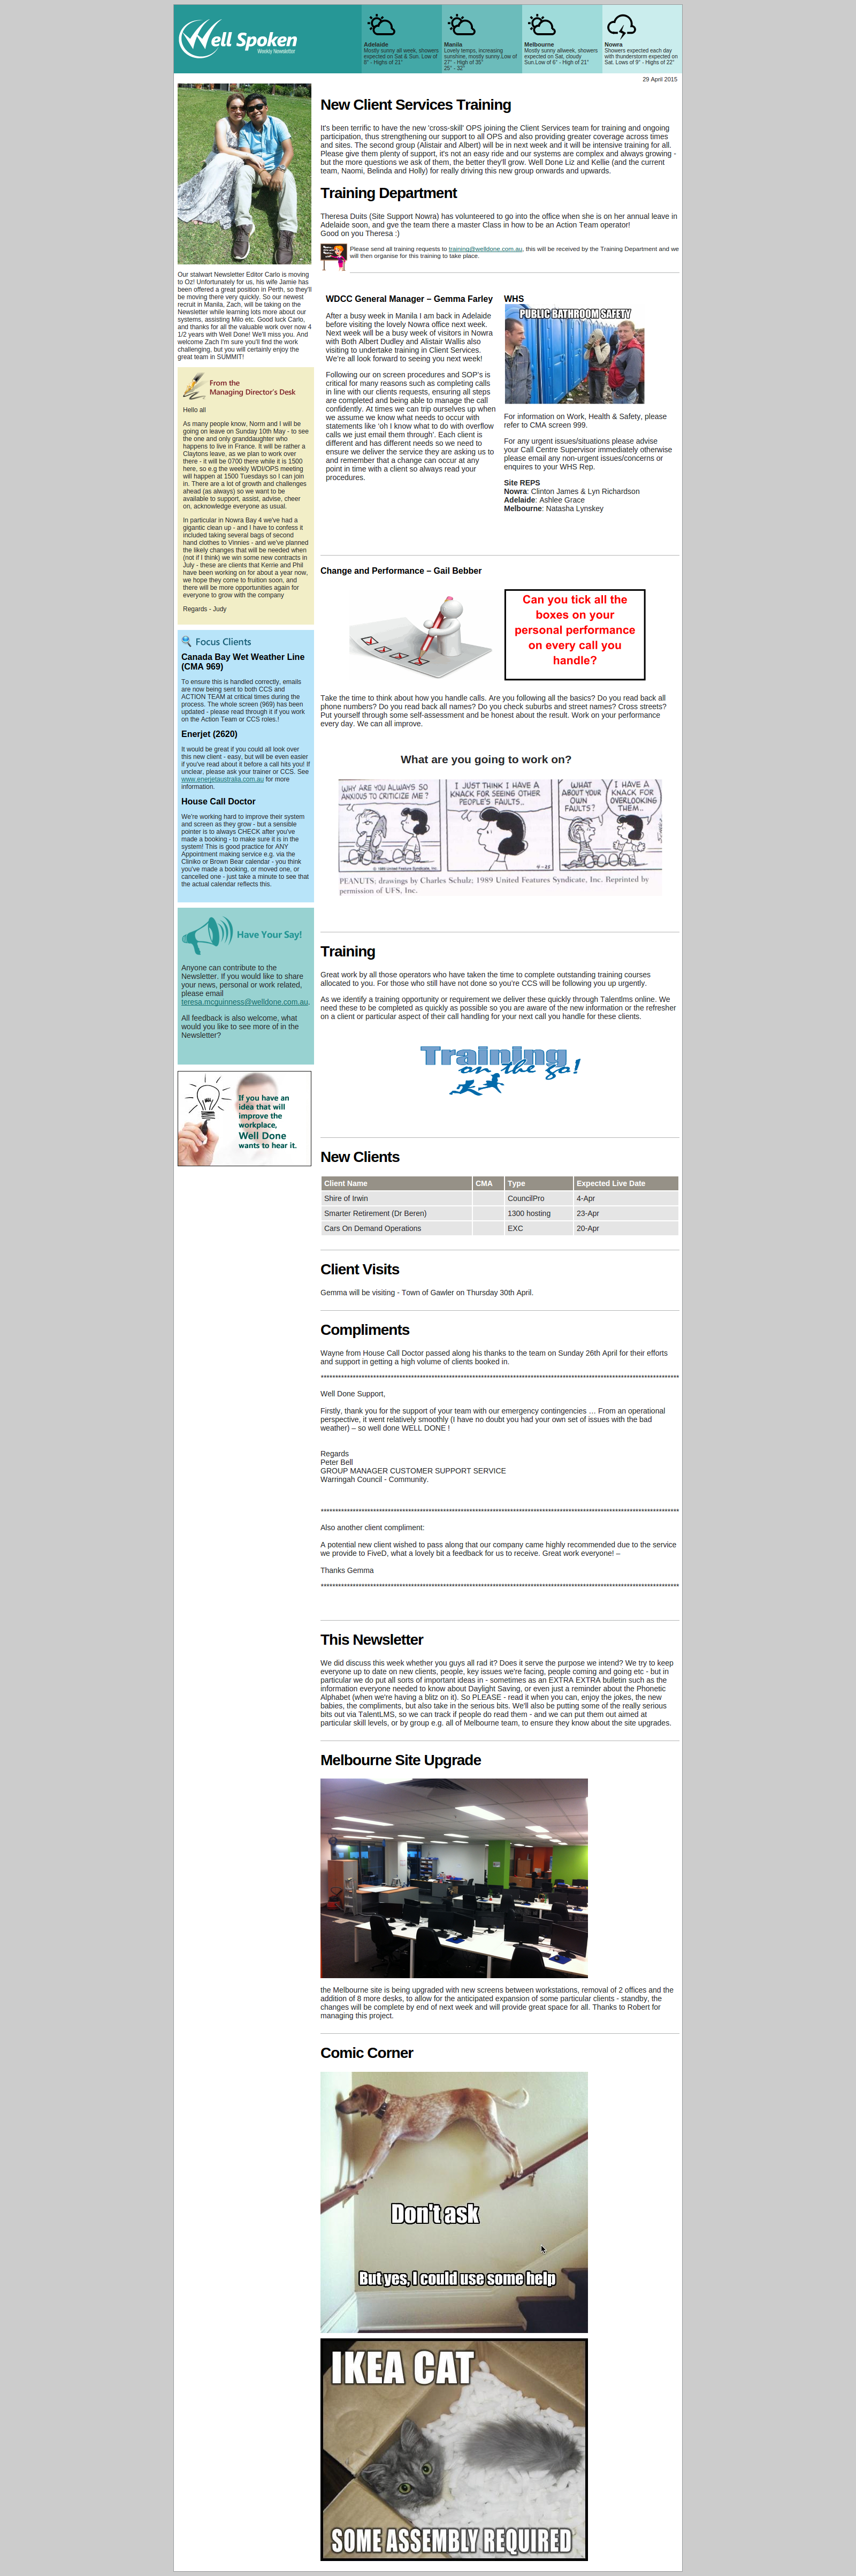 Well Spoken
Weekly Newsletter
Adelaide
Mostly sunny all week, showers
expected on Sat & Sun. Low of
8° - Highs of 21°
Manila
Lovely temps, increasing
sunshine, mostly sunny.Low of
27° - High of 35°
25° - 32°
Melbourne
Mostly sunny allweek, showers
expected on Sat, cloudy
Sun.Low of 6° - High of 21°
Nowra
Showers expected each day
with thunderstorm expected on
Sat. Lows of 9° - Highs of 22°
29 April 2015
Our stalwart Newsletter Editor Carlo is moving
to Oz! Unfortunately for us, his wife Jamie has
been offered a great position in Perth, so they'll
be moving there very quickly. So our newest
recruit in Manila, Zach, will be taking on the
Newsletter while learning lots more about our
systems, assisting Milo etc. Good luck Carlo,
and thanks for all the valuable work over now 4
1/2 years with Well Done! We'll miss you. And
welcome Zach I'm sure you'll find the work
challenging, but you will certainly enjoy the
great team in SUMMIT!
From the
Managing Director's Desk
Hello all
As many people know, Norm and I will be
going on leave on Sunday 10th May - to see
the one and only granddaughter who
happens to live in France. It will be rather a
Claytons leave, as we plan to work over
there - it will be 0700 there while it is 1500
here, so e.g the weekly WDI/OPS meeting
will happen at 1500 Tuesdays so I can join
in. There are a lot of growth and challenges
ahead (as always) so we want to be
available to support, assist, advise, cheer
on, acknowledge everyone as usual.
In particular in Nowra Bay 4 we've had a
gigantic clean up - and I have to confess it
included taking several bags of second
hand clothes to Vinnies - and we've planned
the likely changes that will be needed when
(not if I think) we win some new contracts in
July - these are clients that Kerrie and Phil
have been working on for about a year now,
we hope they come to fruition soon, and
there will be more opportunities again for
everyone to grow with the company
Regards - Judy
Focus Clients
Canada Bay Wet Weather Line
(CMA 969)
To ensure this is handled correctly, emails
are now being sent to both CCS and
ACTION TEAM at critical times during the
process. The whole screen (969) has been
updated - please read through it if you work
on the Action Team or CCS roles.!
Enerjet (2620)
It would be great if you could all look over
this new client - easy, but will be even easier
if you've read about it before a call hits you! If
unclear, please ask your trainer or CCS. See
www.enerjetaustralia.com.au for more
information.
House Call Doctor
We're working hard to improve their system
and screen as they grow - but a sensible
pointer is to always CHECK after you've
made a booking - to make sure it is in the
system! This is good practice for ANY
Appointment making service e.g. via the
Cliniko or Brown Bear calendar - you think
you've made a booking, or moved one, or
cancelled one - just take a minute to see that
the actual calendar reflects this.
Have Your Say!
Anyone can contribute to the
Newsletter. If you would like to share
your news, personal or work related,
please email
teresa.mcguinness@welldone.com.au.
All feedback is also welcome, what
would you like to see more of in the
Newsletter?
If you have an
idea that will
improve the
workplace,
Well Done
wants to hear it.
New Client Services Training
It's been terrific to have the new 'cross-skill' OPS joining the Client Services team for training and ongoing
participation, thus strengthening our support to all OPS and also providing greater coverage across times
and sites. The second group (Alistair and Albert) will be in next week and it will be intensive training for all.
Please give them plenty of support, it's not an easy ride and our systems are complex and always growing -
but the more questions we ask of them, the better they'll grow. Well Done Liz and Kellie (and the current
team, Naomi, Belinda and Holly) for really driving this new group onwards and upwards.
Training Department
Theresa Duits (Site Support Nowra) has volunteered to go into the office when she is on her annual leave in
Adelaide soon, and gve the team there a master Class in how to be an Action Team operator!
Good on you Theresa :)
Please send all training requests to training@welldone.com.au, this will be received by the Training Department and we
will then organise for this training to take place.
WDCC General Manager – Gemma Farley
After a busy week in Manila I am back in Adelaide
before visiting the lovely Nowra office next week.
Next week will be a busy week of visitors in Nowra
with Both Albert Dudley and Alistair Wallis also
visiting to undertake training in Client Services.
We're all look forward to seeing you next week!
Following our on screen procedures and SOP's is
critical for many reasons such as completing calls
in line with our clients requests, ensuring all steps
are completed and being able to manage the call
confidently. At times we can trip ourselves up when
we assume we know what needs to occur with
statements like 'oh I know what to do with overflow
calls we just email them through'. Each client is
different and has different needs so we need to
ensure we deliver the service they are asking us to
and remember that a change can occur at any
point in time with a client so always read your
procedures.
WHS
PUBLIC BATHROOM SAFETY
For information on Work, Health & Safety, please
refer to CMA screen 999.
For any urgent issues/situations please advise
your Call Centre Supervisor immediately otherwise
please email any non-urgent issues/concerns or
enquires to your WHS Rep.
Site REPS
Nowra: Clinton James & Lyn Richardson
Adelaide: Ashlee Grace
Melbourne: Natasha Lynskey
Change and Performance – Gail Bebber
Can you tick all the
boxes on your
personal performance
on every call you
handle?
Take the time to think about how you handle calls. Are you following all the basics? Do you read back all
phone numbers? Do you read back all names? Do you check suburbs and street names? Cross streets?
Put yourself through some self-assessment and be honest about the result. Work on your performance
every day. We can all improve.
What are you going to work on?
WHY ARE YOU ALWAYS SO ANXIOUS TO CRITICIZE ME?
I JUST THINK I HAVE A KNACK FOR SEEING OTHER PEOPLE'S FAULTS..
WHAT ABOUT YOUR OWN FAULTS?
I HAVE A KNACK FOR OVERLOOKING THEM..
PEANUTS; drawings by Charles Schulz; 1989 United Features Syndicate, Inc. Reprinted by
permission of UFS, Inc.
Training
Great work by all those operators who have taken the time to complete outstanding training courses
allocated to you. For those who still have not done so you're CCS will be following you up urgently.
As we identify a training opportunity or requirement we deliver these quickly through Talentlms online. We
need these to be completed as quickly as possible so you are aware of the new information or the refresher
on a client or particular aspect of their call handling for your next call you handle for these clients.
Training
on the go!
New Clients
Client Name CMA Type Expected Live Date
Shire of Irwin CouncilPro 4-Apr
Smarter Retirement (Dr Beren) 1300 hosting 23-Apr
Cars On Demand Operations EXC 20-Apr
Client Visits
Gemma will be visiting - Town of Gawler on Thursday 30th April.
Compliments
Wayne from House Call Doctor passed along his thanks to the team on Sunday 26th April for their efforts
and support in getting a high volume of clients booked in.
Well Done Support,
Firstly, thank you for the support of your team with our emergency contingencies … From an operational
perspective, it went relatively smoothly (I have no doubt you had your own set of issues with the bad
weather) – so well done WELL DONE !
Regards
Peter Bell
GROUP MANAGER CUSTOMER SUPPORT SERVICE
Warringah Council - Community.
Also another client compliment:
A potential new client wished to pass along that our company came highly recommended due to the service
we provide to FiveD, what a lovely bit a feedback for us to receive. Great work everyone! –
Thanks Gemma
This Newsletter
We did discuss this week whether you guys all rad it? Does it serve the purpose we intend? We try to keep
everyone up to date on new clients, people, key issues we're facing, people coming and going etc - but in
particular we do put all sorts of important ideas in - sometimes as an EXTRA EXTRA bulletin such as the
information everyone needed to know about Daylight Saving, or even just a reminder about the Phonetic
Alphabet (when we're having a blitz on it). So PLEASE - read it when you can, enjoy the jokes, the new
babies, the compliments, but also take in the serious bits. We'll also be putting some of the really serious
bits out via TalentLMS, so we can track if people do read them - and we can put them out aimed at
particular skill levels, or by group e.g. all of Melbourne team, to ensure they know about the site upgrades.
Melbourne Site Upgrade
the Melbourne site is being upgraded with new screens between workstations, removal of 2 offices and the
addition of 8 more desks, to allow for the anticipated expansion of some particular clients - standby, the
changes will be complete by end of next week and will provide great space for all. Thanks to Robert for
managing this project.
Comic Corner
Don't ask
But yes, I could use some help
IKEA CAT
SOME ASSEMBLY REQUIRED